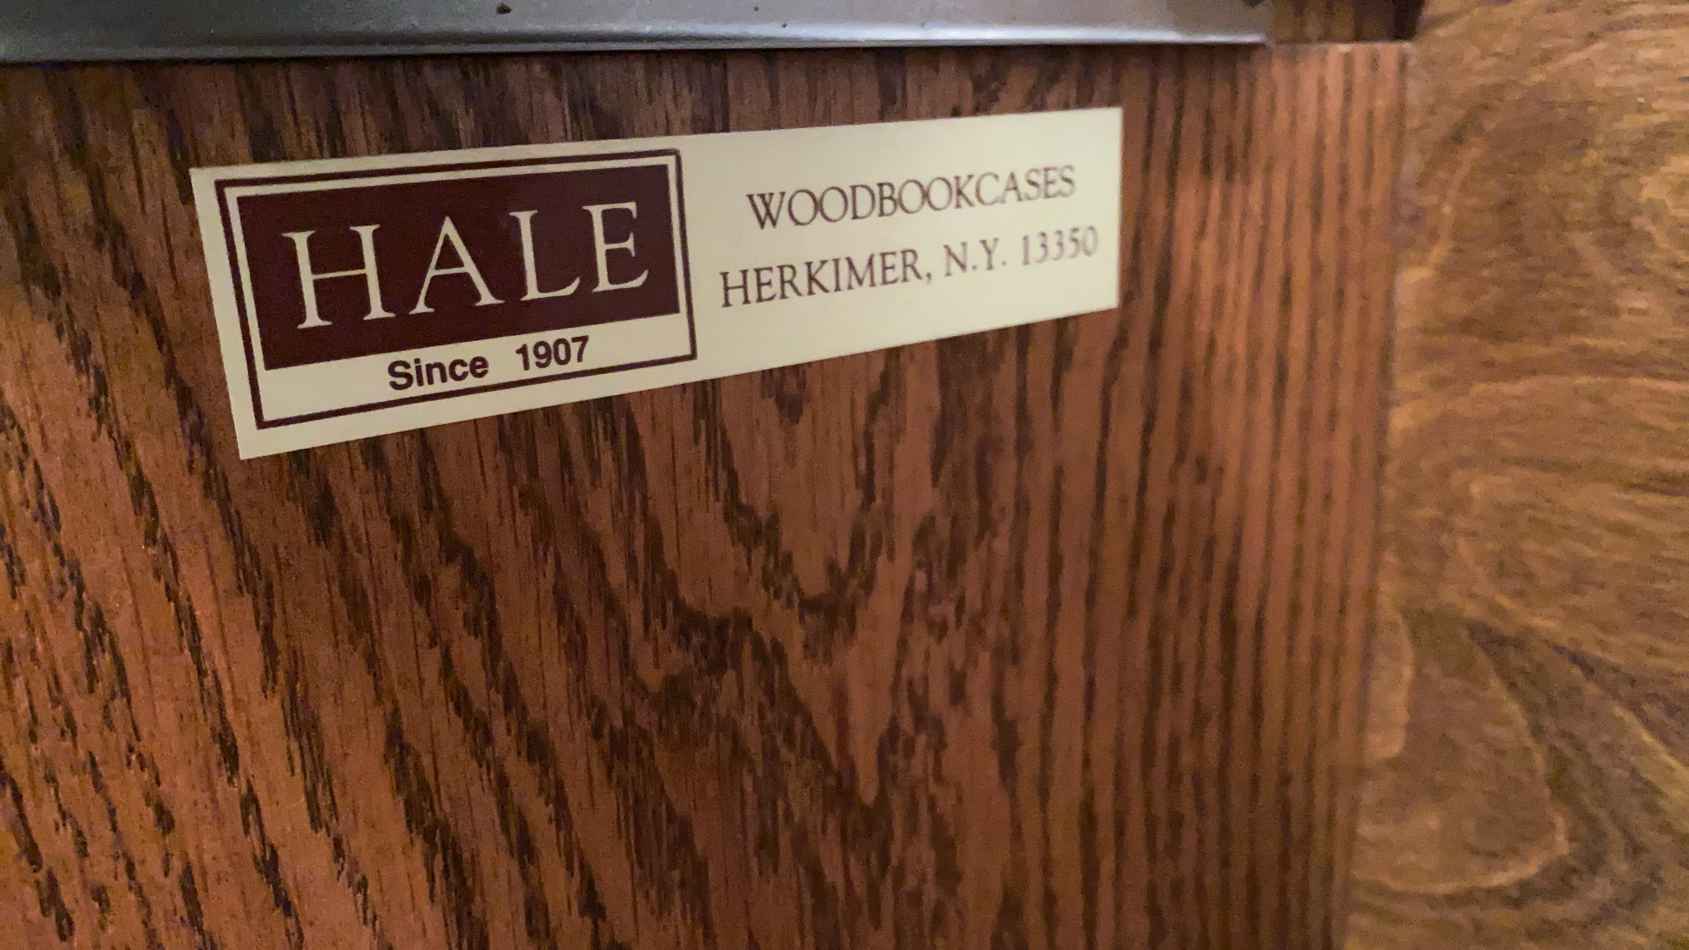 HALE
Since 1907
WOODBOOKCASES
HERKIMER, N.Y. 13350